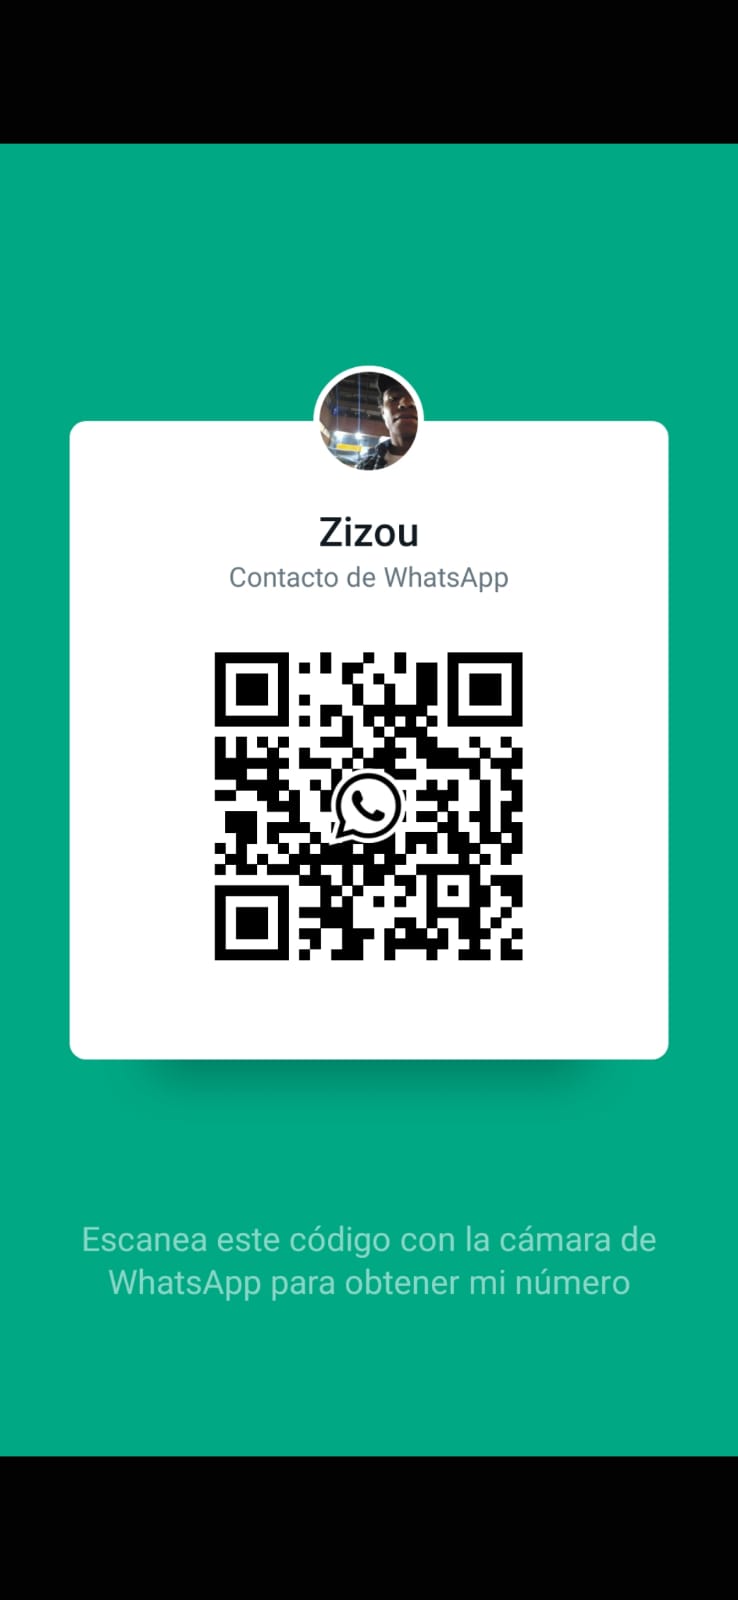 Zizou
Contacto de WhatsApp
Escanea este código con la cámara de
WhatsApp para obtener mi número